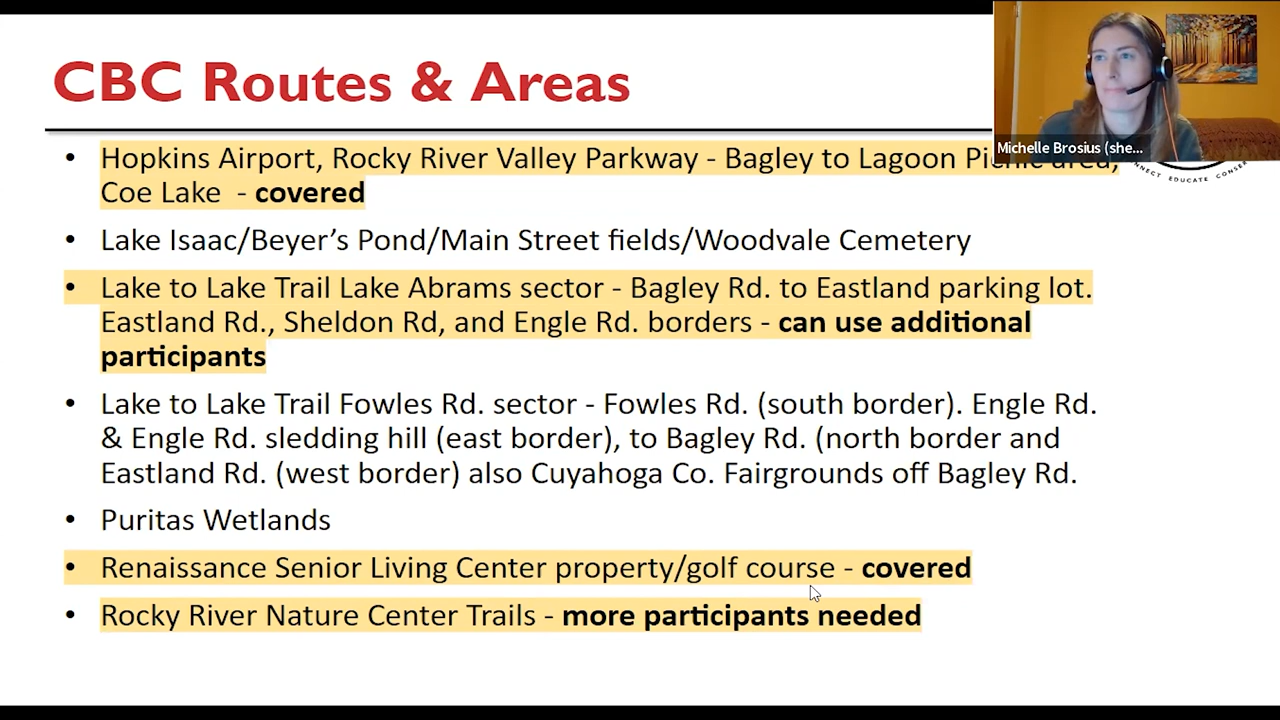 CBC Routes & Areas
Michelle Brosius (she...
• Hopkins Airport, Rocky River Valley Parkway - Bagley to Lagoon Picnic area,
Coe Lake - covered
NNECT EDUCATE CONSE
• Lake Isaac/Beyer's Pond/Main Street fields/Woodvale Cemetery
• Lake to Lake Trail Lake Abrams sector - Bagley Rd. to Eastland parking lot.
Eastland Rd., Sheldon Rd, and Engle Rd. borders - can use additional
participants
• Lake to Lake Trail Fowles Rd. sector - Fowles Rd. (south border). Engle Rd.
& Engle Rd. sledding hill (east border), to Bagley Rd. (north border and
Eastland Rd. (west border) also Cuyahoga Co. Fairgrounds off Bagley Rd.
• Puritas Wetlands
• Renaissance Senior Living Center property/golf course - covered
• Rocky River Nature Center Trails - more participants needed